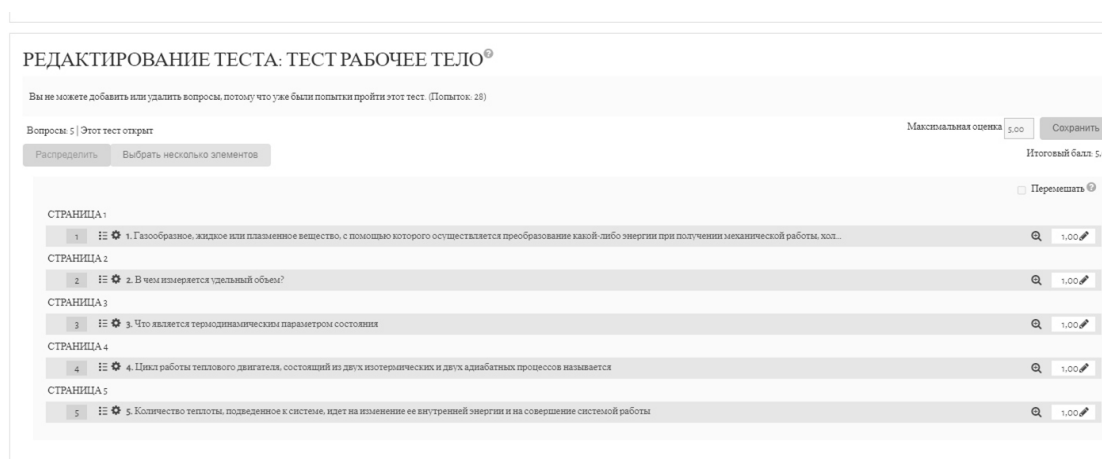 РЕДАКТИРОВАНИЕ ТЕСТА: ТЕСТ РАБОЧЕЕ ТЕЛО
Вы не можете добавить или удалить вопросы, потому что уже были попытки пройти этот тест. (Попыток: 28)
Вопросы: 5 | Этот тест открыт
Максимальная оценка 5,00 Сохранить
Распределить Выбрать несколько элементов
Итоговый балл: 5,
Перемешать
СТРАНИЦА 1
1 1. Газообразное, жидкое или плазменное вещество, с помощью которого осуществляется преобразование какой-либо энергии при получении механической работы, хол... 1,00
СТРАНИЦА 2
2 2. В чем измеряется удельный объем? 1,00
СТРАНИЦА 3
3 3. Что является термодинамическим параметром состояния 1,00
СТРАНИЦА 4
4 4. Цикл работы теплового двигателя, состоящий из двух изотермических и двух адиабатных процессов называется 1,00
СТРАНИЦА 5
5 5. Количество теплоты, подведенное к системе, идет на изменение ее внутренней энергии и на совершение системой работы 1,00